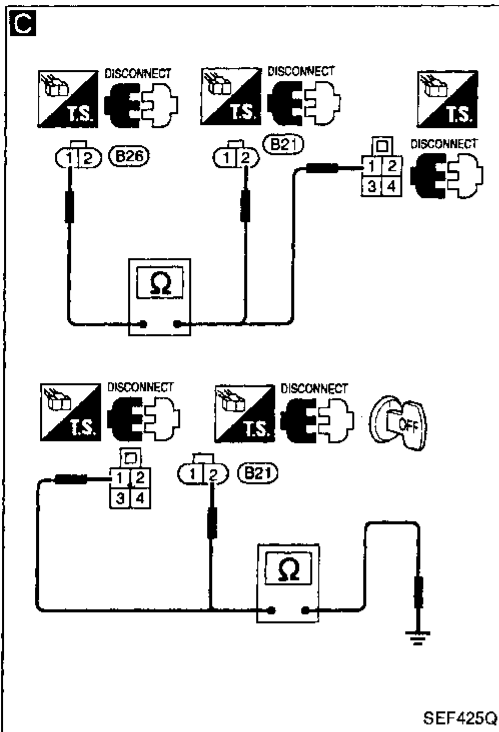 C
DISCONNECT
DISCONNECT
T.S.
T.S.
T.S.
1 2
B26
1 2
B21
DISCONNECT
1 2
3 4
Ω
DISCONNECT
DISCONNECT
T.S.
T.S.
OFF
1 2
3 4
1 2
B21
Ω
SEF425Q